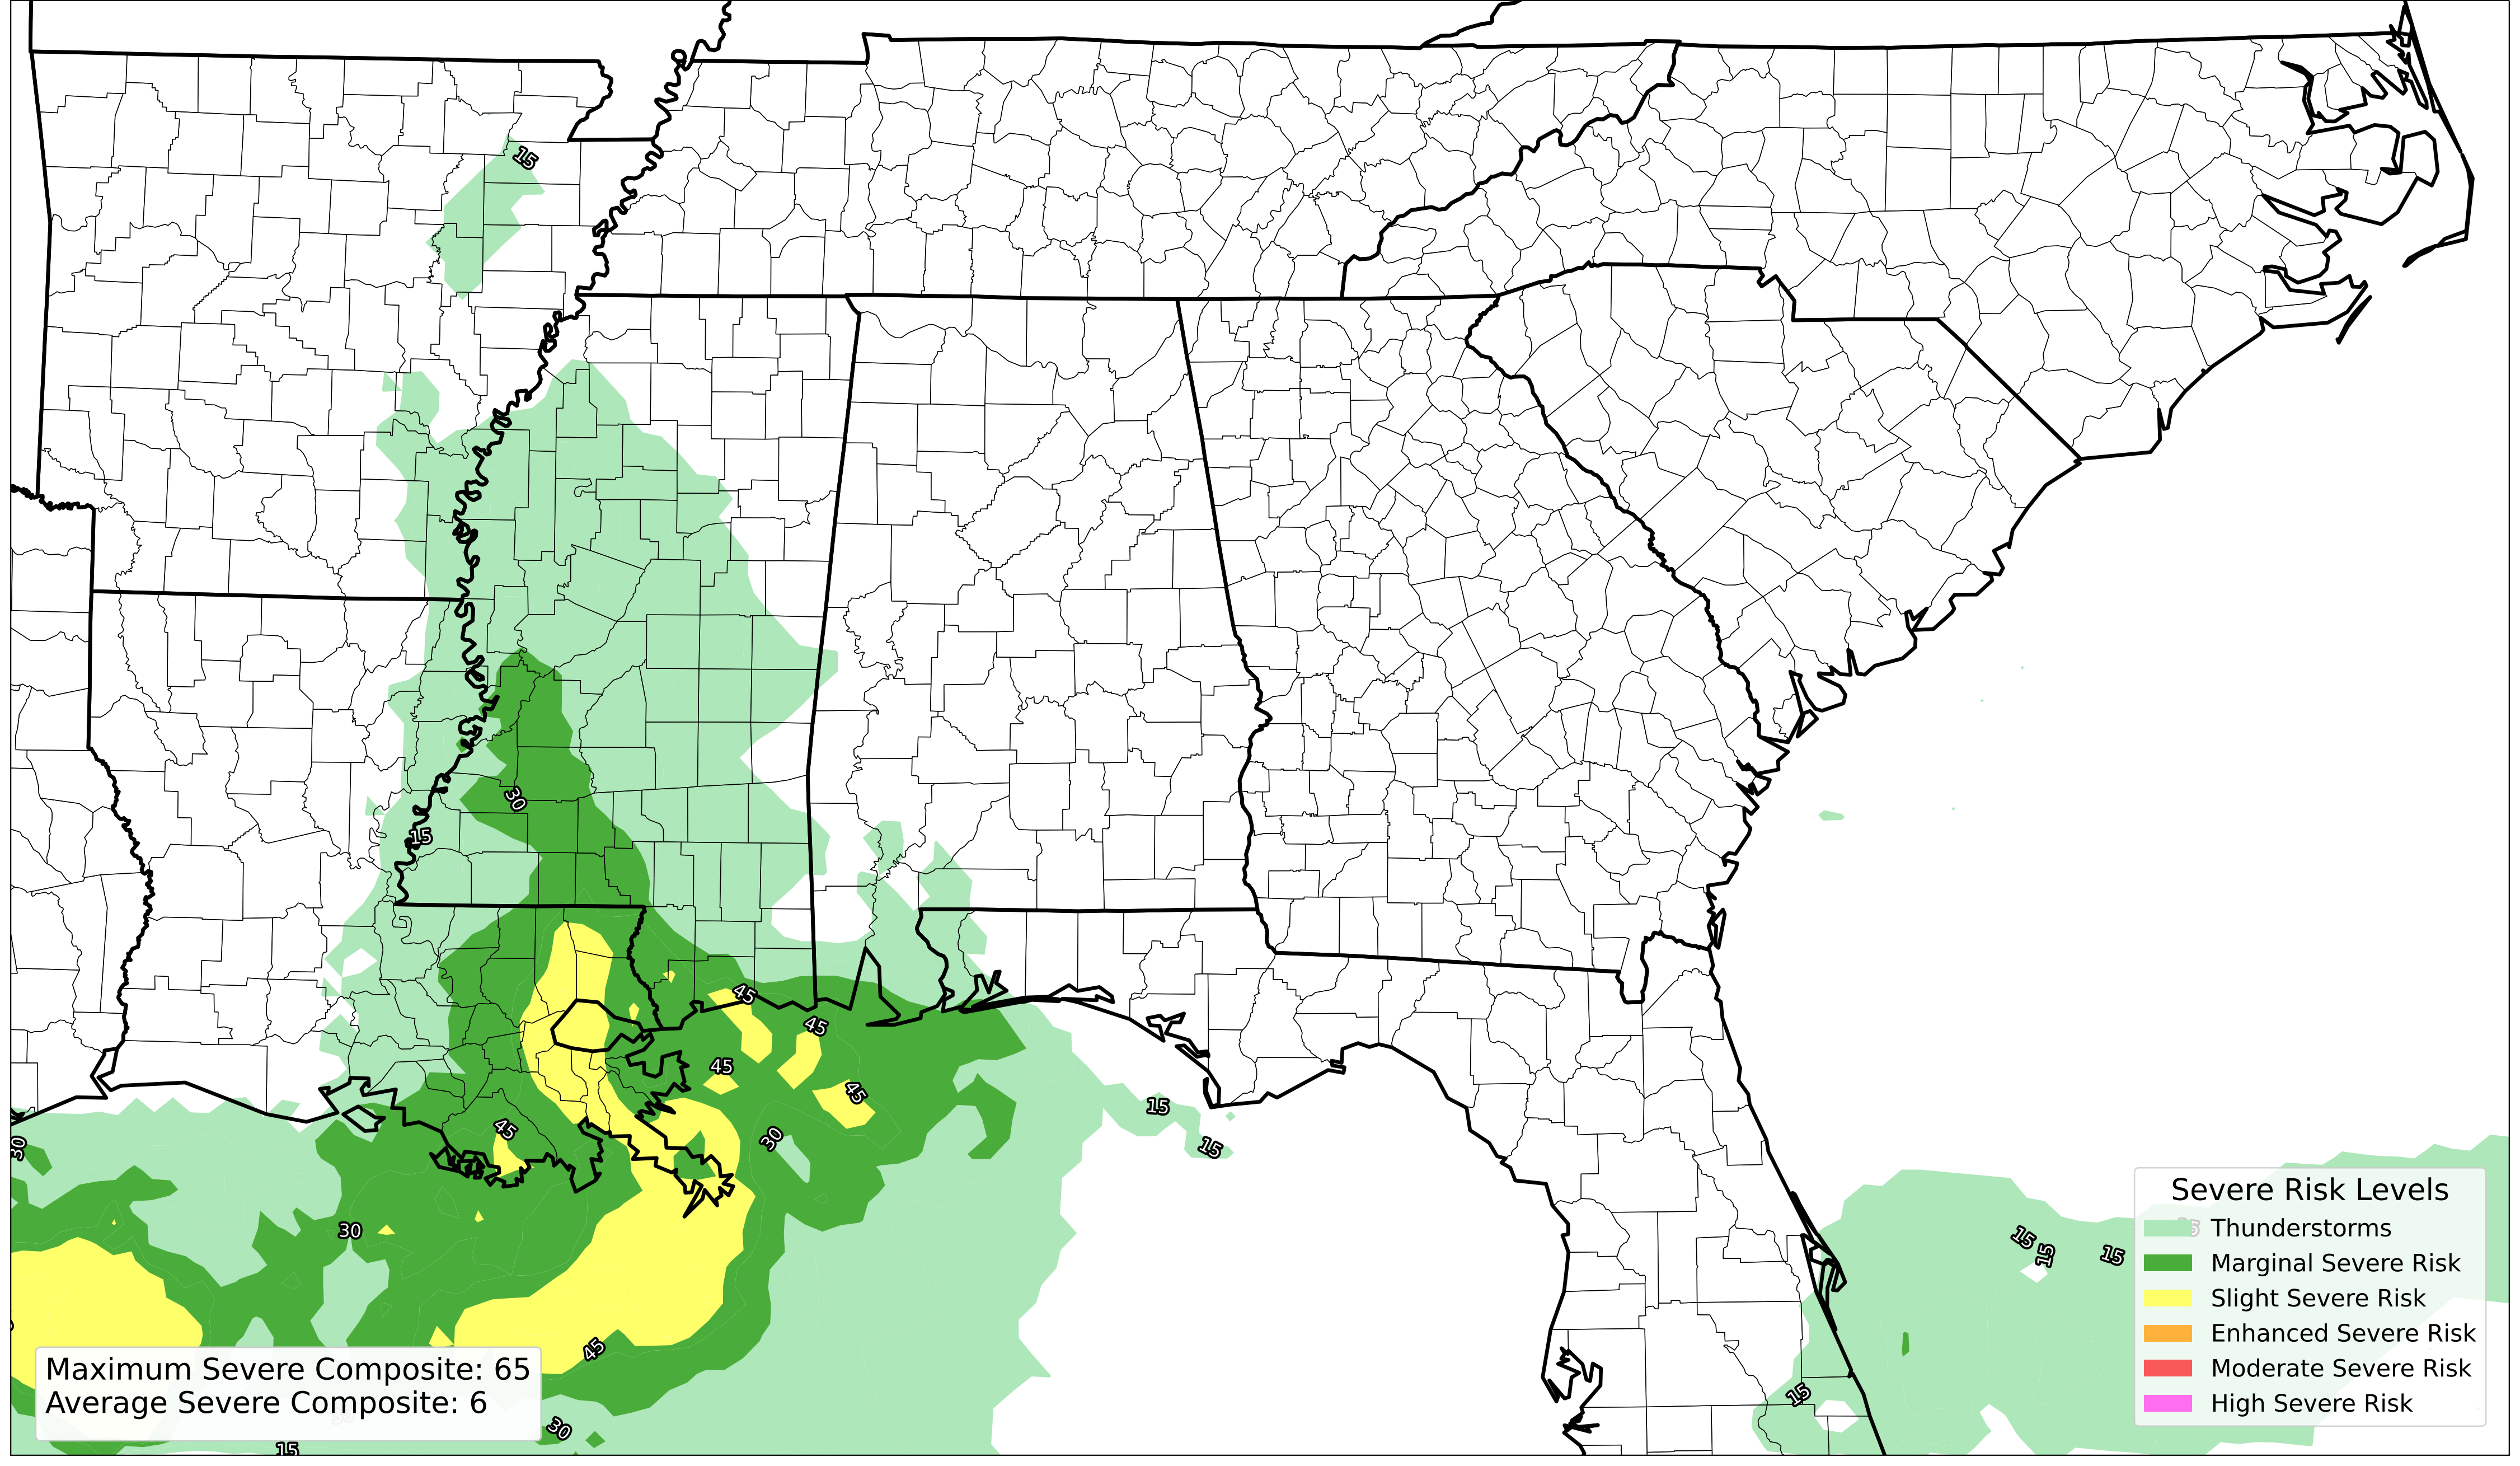 15
30
15
45
45
45
45
15
30
15
45
30
30
15
15
15
45
15
30
15
Severe Risk Levels
Thunderstorms
Marginal Severe Risk
Slight Severe Risk
Enhanced Severe Risk
Moderate Severe Risk
High Severe Risk
Maximum Severe Composite: 65
Average Severe Composite: 6